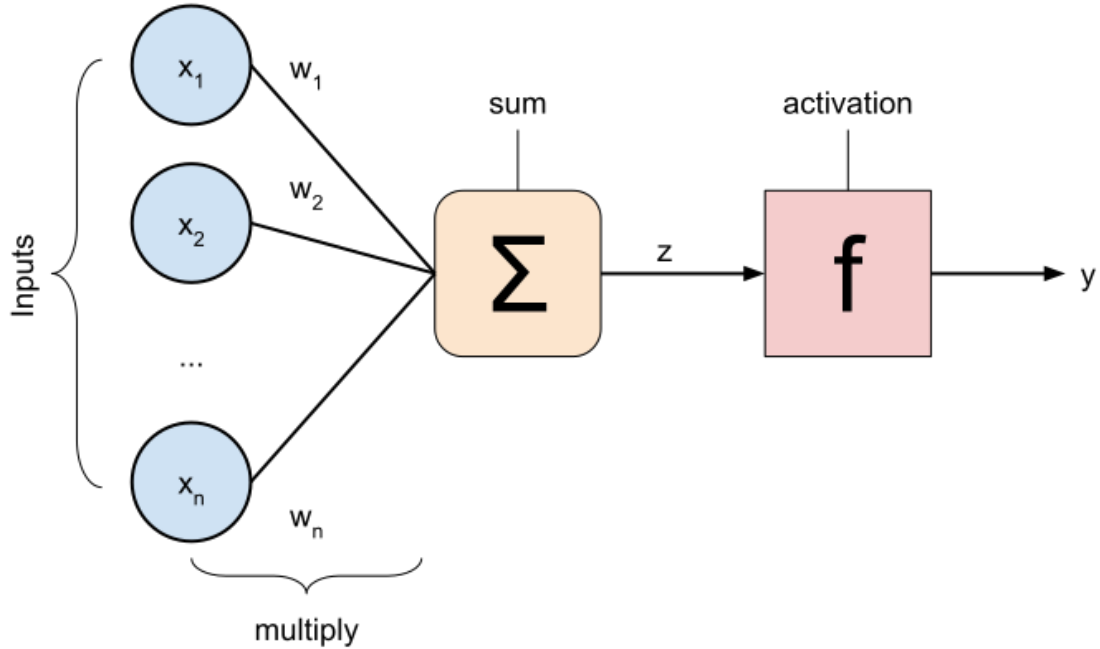 x₁
w₁
sum
activation
w₂
x₂
Inputs
Σ
z
f
y
...
xₙ
wₙ
multiply